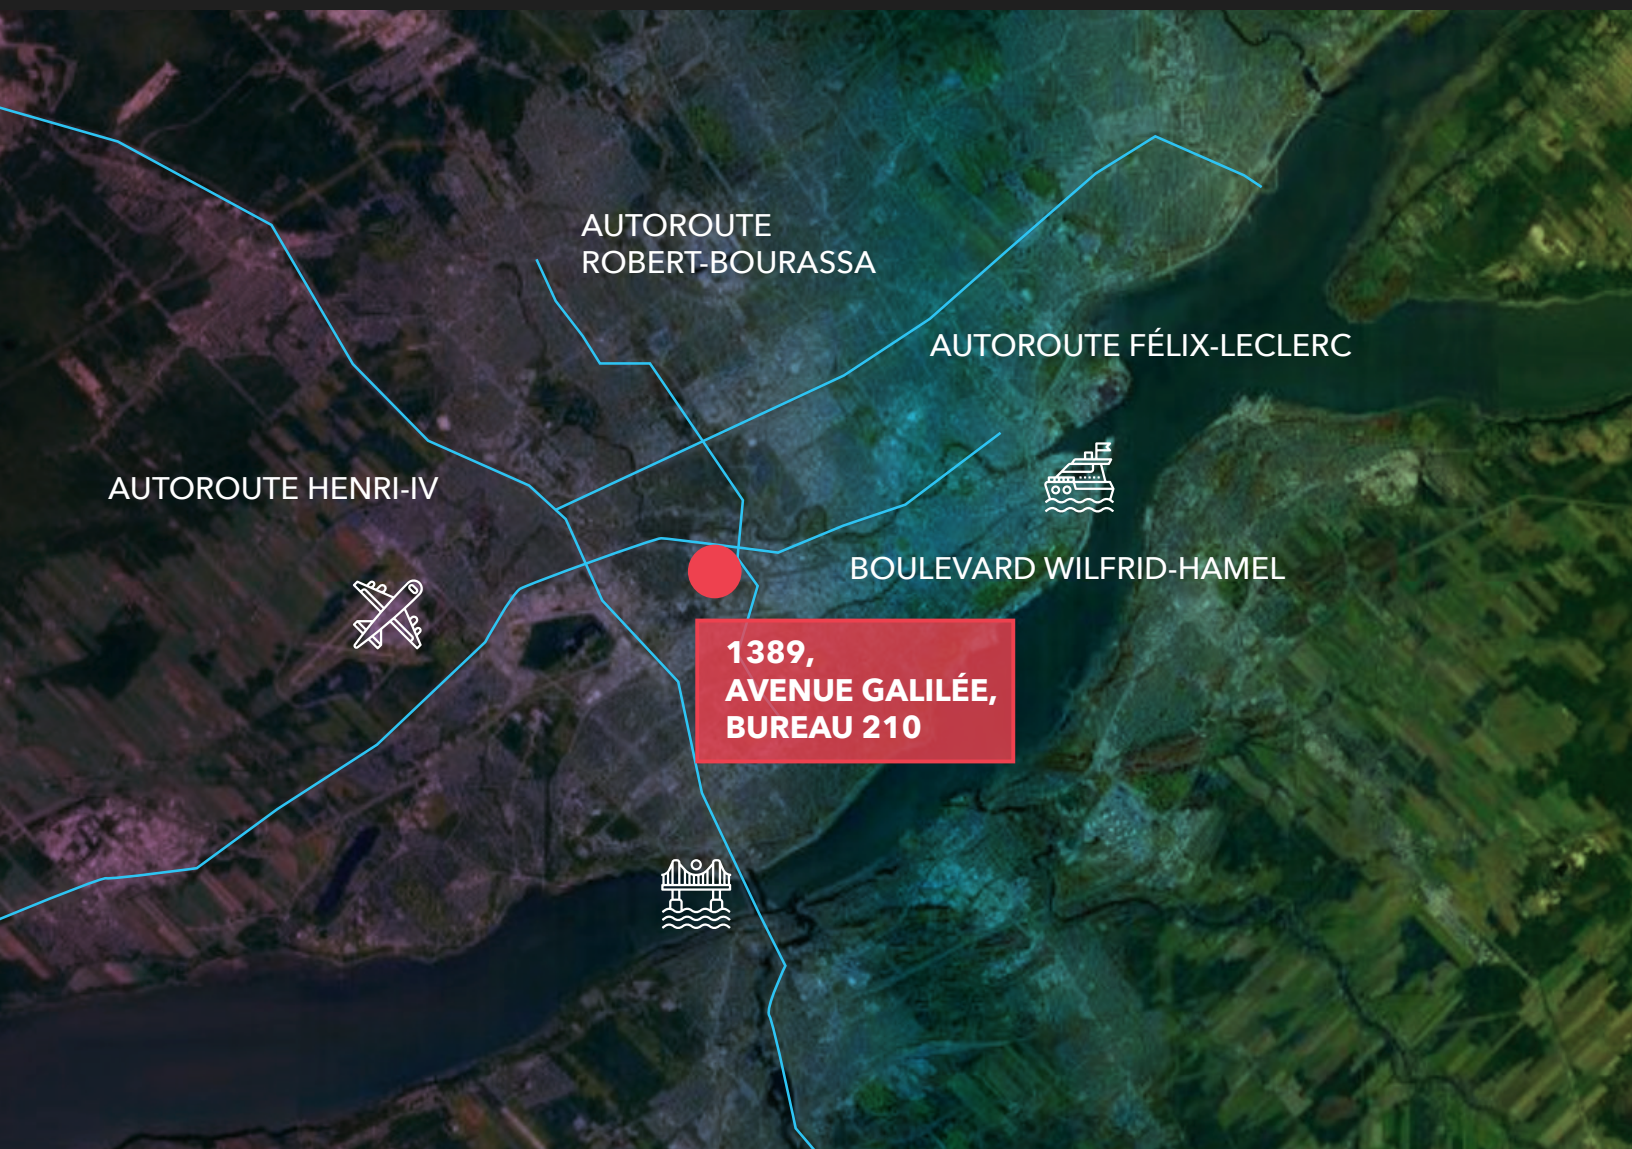 AUTOROUTE
ROBERT-BOURASSA
AUTOROUTE FÉLIX-LECLERC
AUTOROUTE HENRI-IV
BOULEVARD WILFRID-HAMEL
1389,
AVENUE GALILÉE,
BUREAU 210